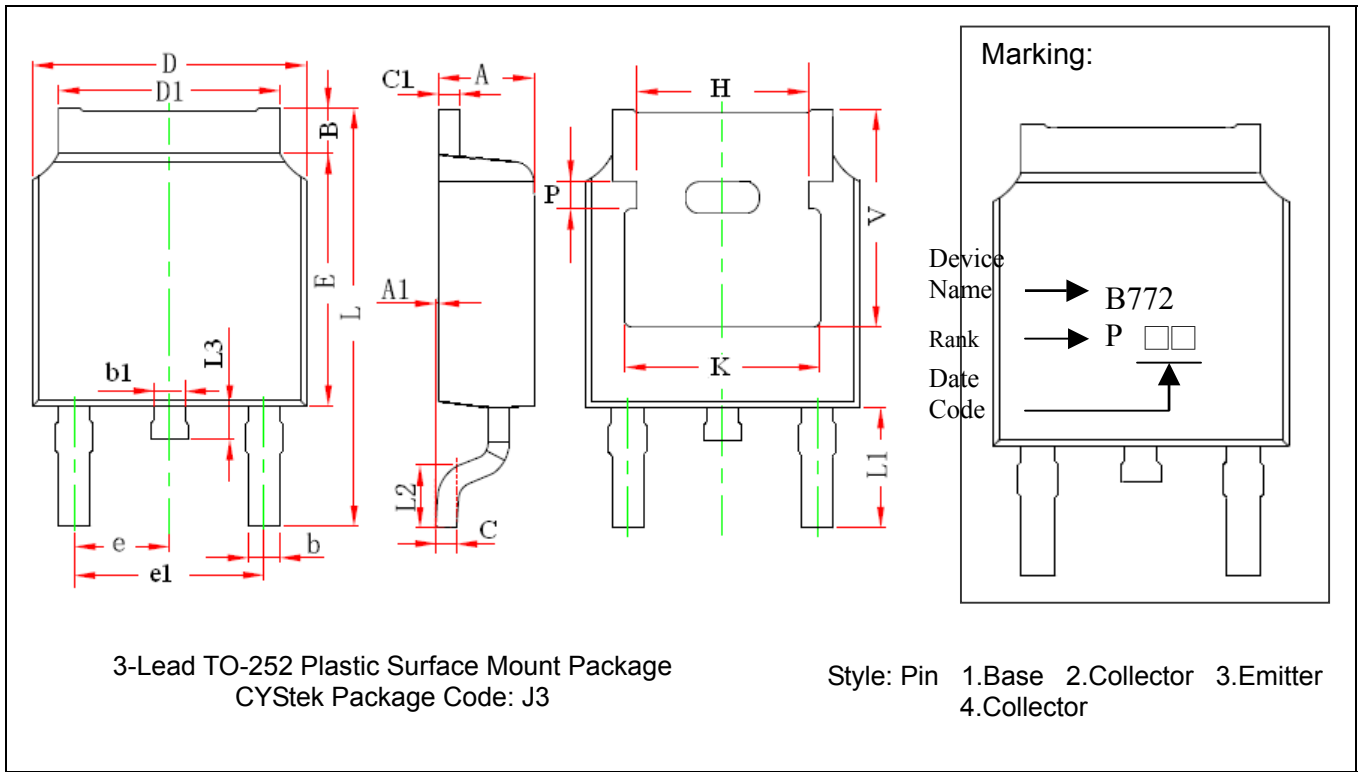 D
D1
B
E
L
L3
b1
e
e1
b
C1
A
A1
L2
C
H
P
V
K
L1
Marking:
Device
Name
B772
Rank
P □□
Date
Code
3-Lead TO-252 Plastic Surface Mount Package
CYStek Package Code: J3
Style: Pin 1.Base 2.Collector 3.Emitter
4.Collector